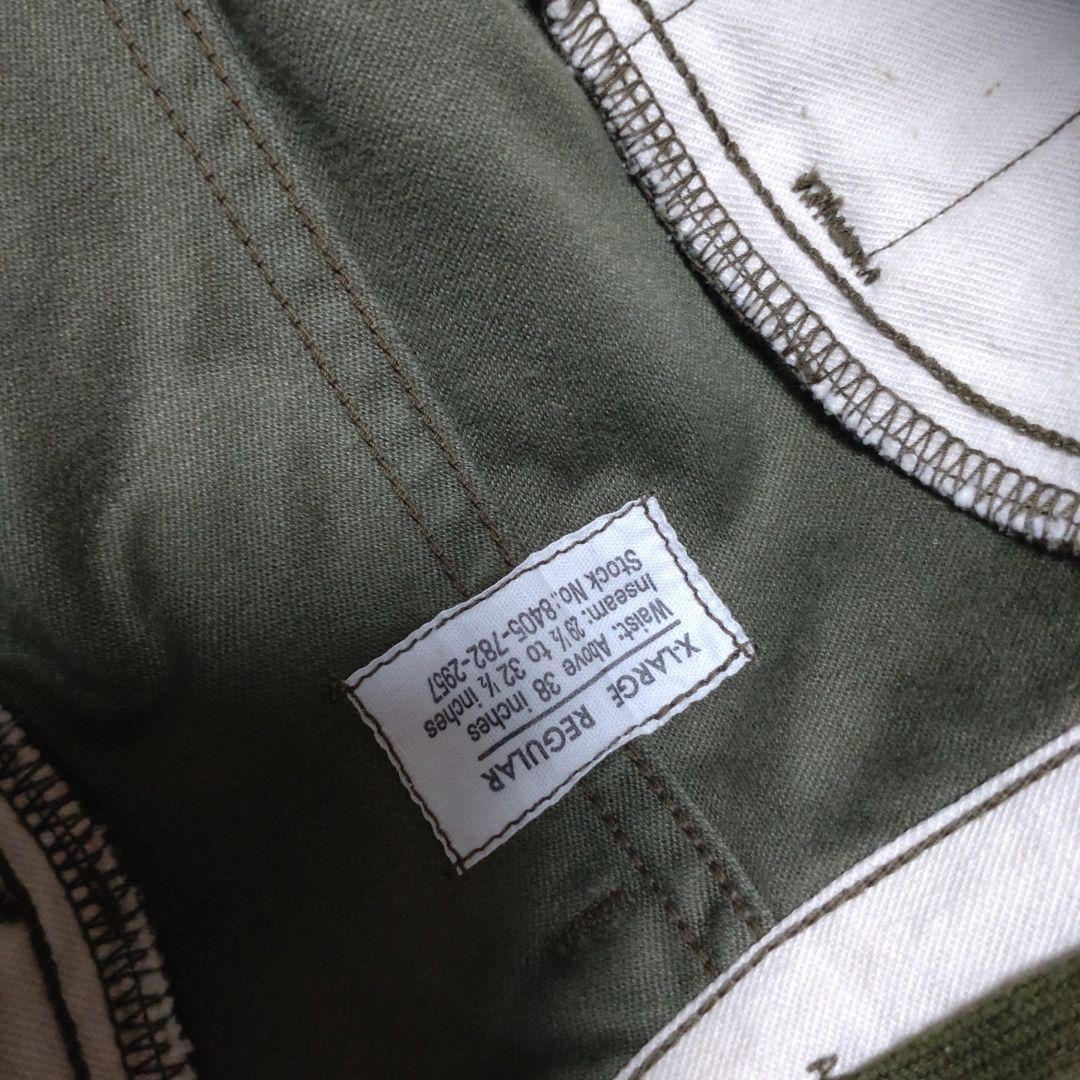 X-LARGE REGULAR
Waist: Above 38 inches
Inseam: 29½ to 32½ inches
Stock No.:8405-782-2957